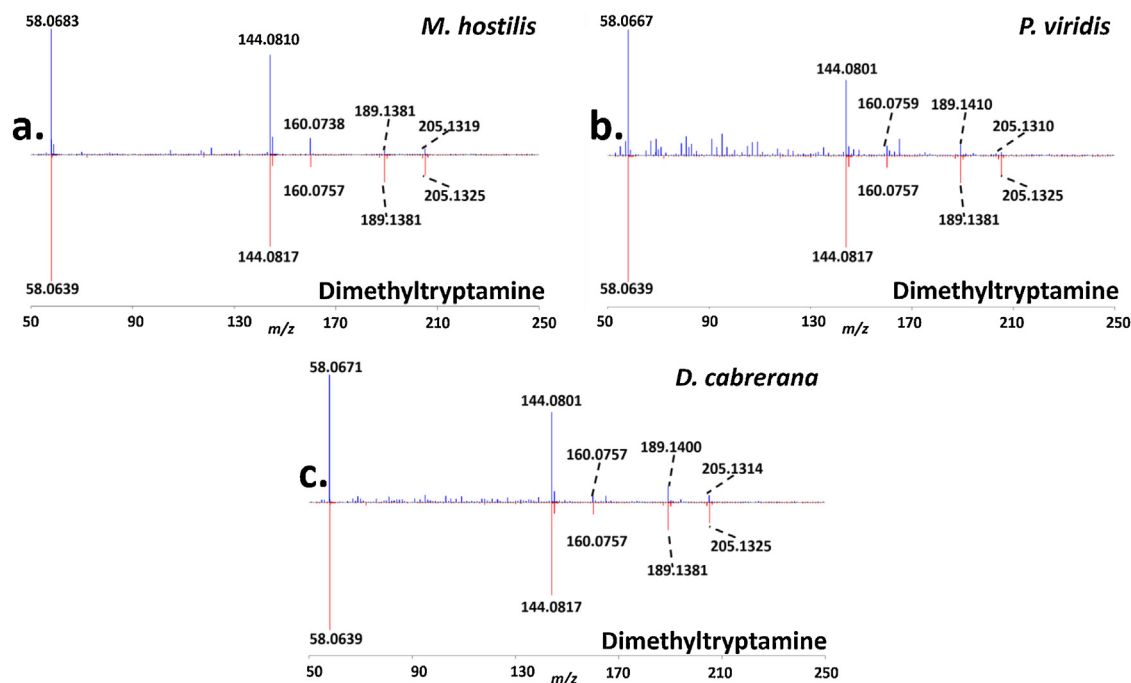 58.0683
M. hostilis
144.0810
a.
160.0738
189.1381
205.1319
160.0757
205.1325
189.1381
144.0817
58.0639
Dimethyltryptamine
50 90 130 170 210 250
m/z
58.0667
P. viridis
144.0801
b.
160.0759
189.1410
205.1310
160.0757
205.1325
189.1381
144.0817
58.0639
Dimethyltryptamine
50 90 130 170 210 250
m/z
58.0671
D. cabrerana
144.0801
c.
160.0757
189.1400
205.1314
160.0757
205.1325
189.1381
144.0817
58.0639
Dimethyltryptamine
50 90 130 170 210 250
m/z